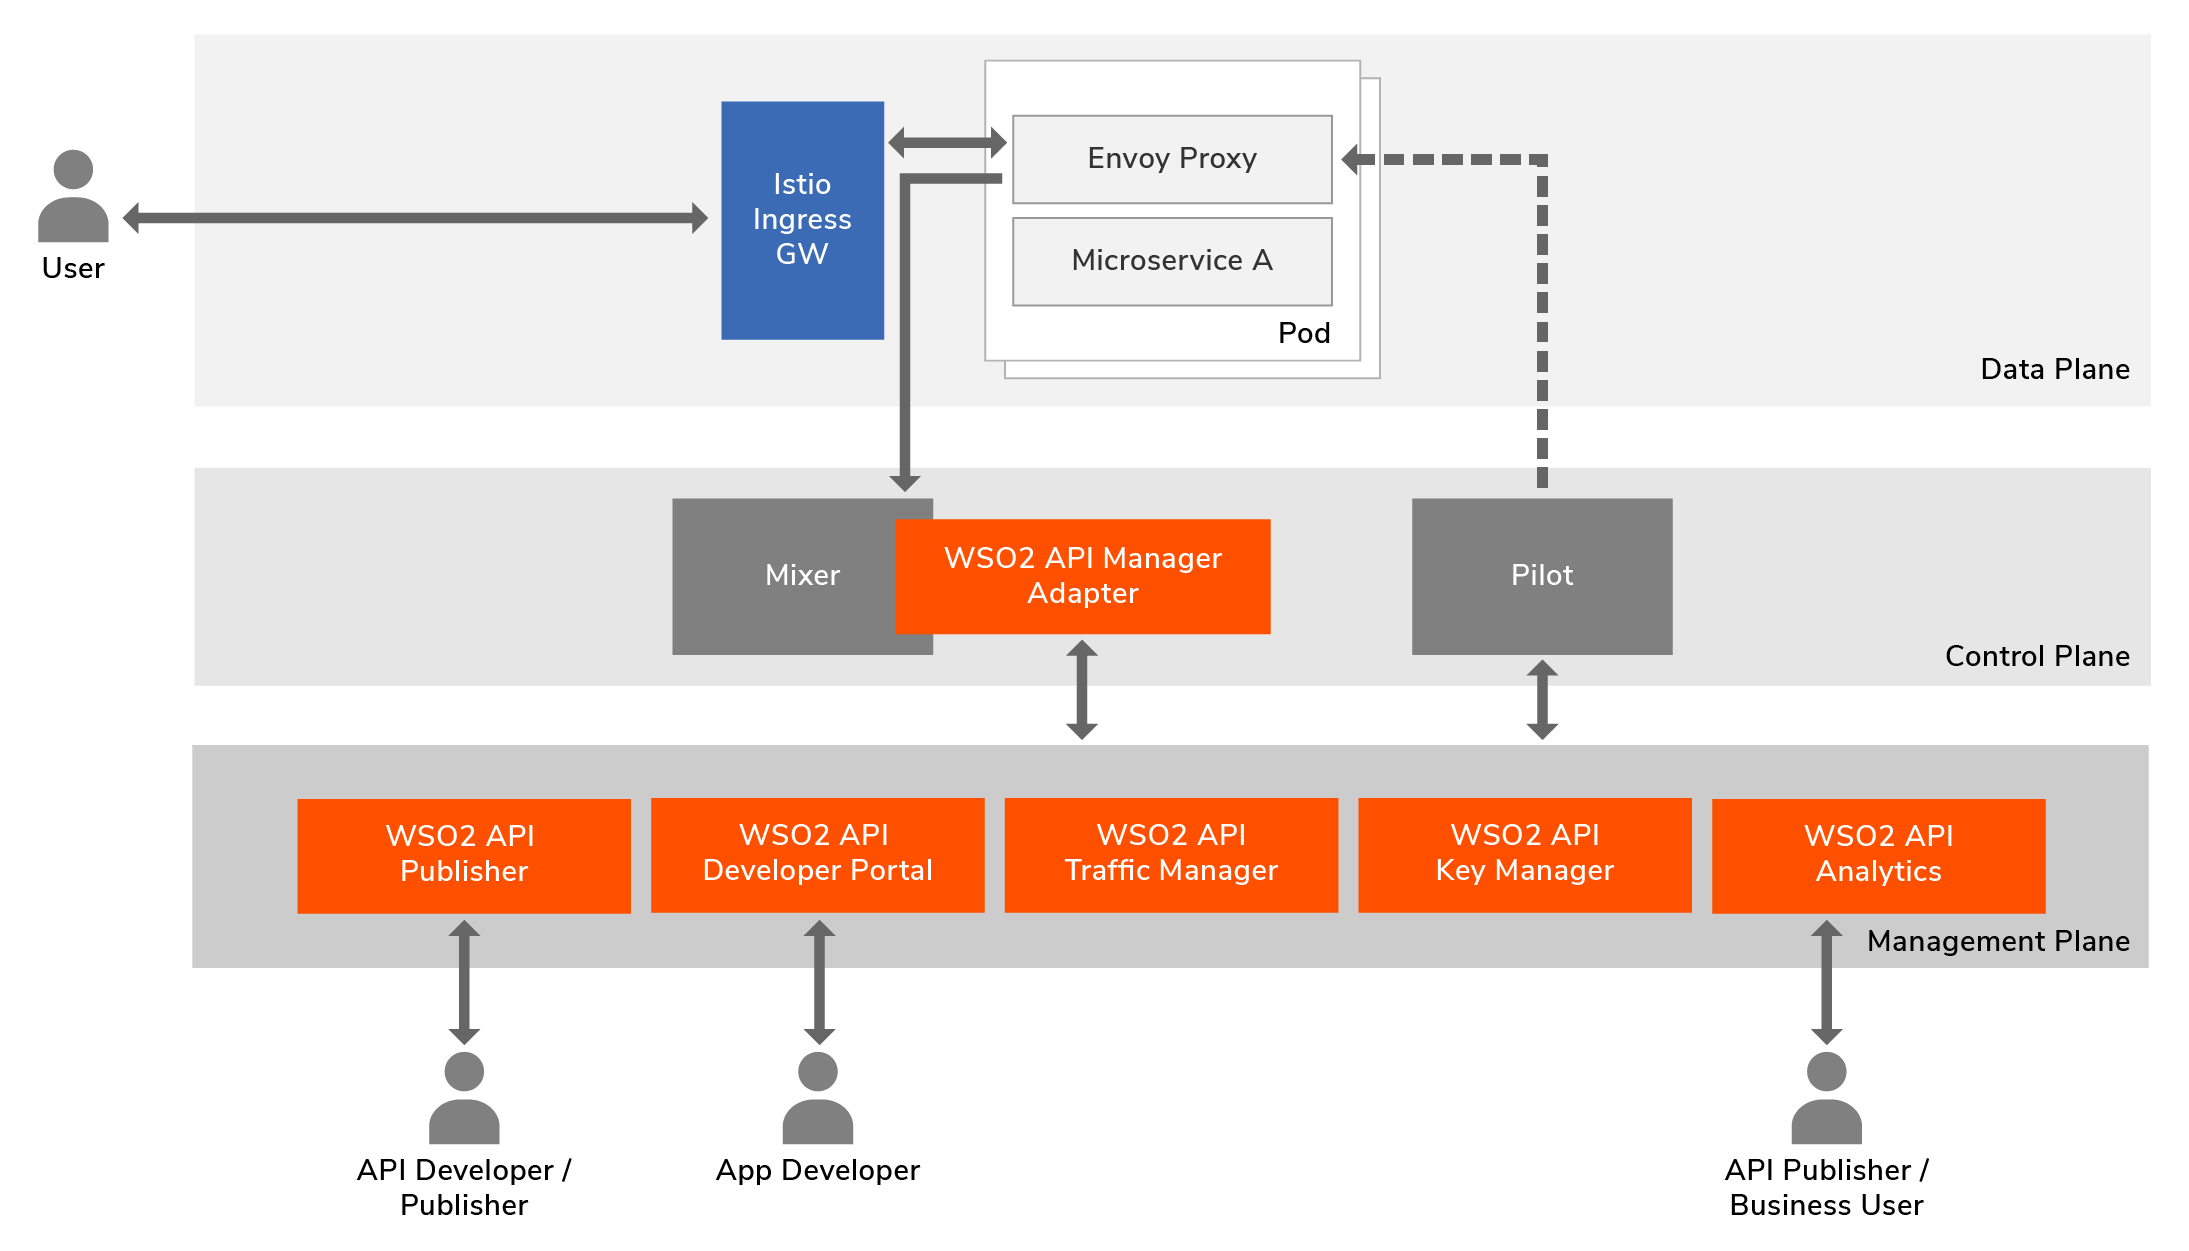 User
Istio
Ingress
GW
Envoy Proxy
Microservice A
Pod
Data Plane
Mixer
WSO2 API Manager
Adapter
Pilot
Control Plane
WSO2 API
Publisher
WSO2 API
Developer Portal
WSO2 API
Traffic Manager
WSO2 API
Key Manager
WSO2 API
Analytics
Management Plane
API Developer /
Publisher
App Developer
API Publisher /
Business User